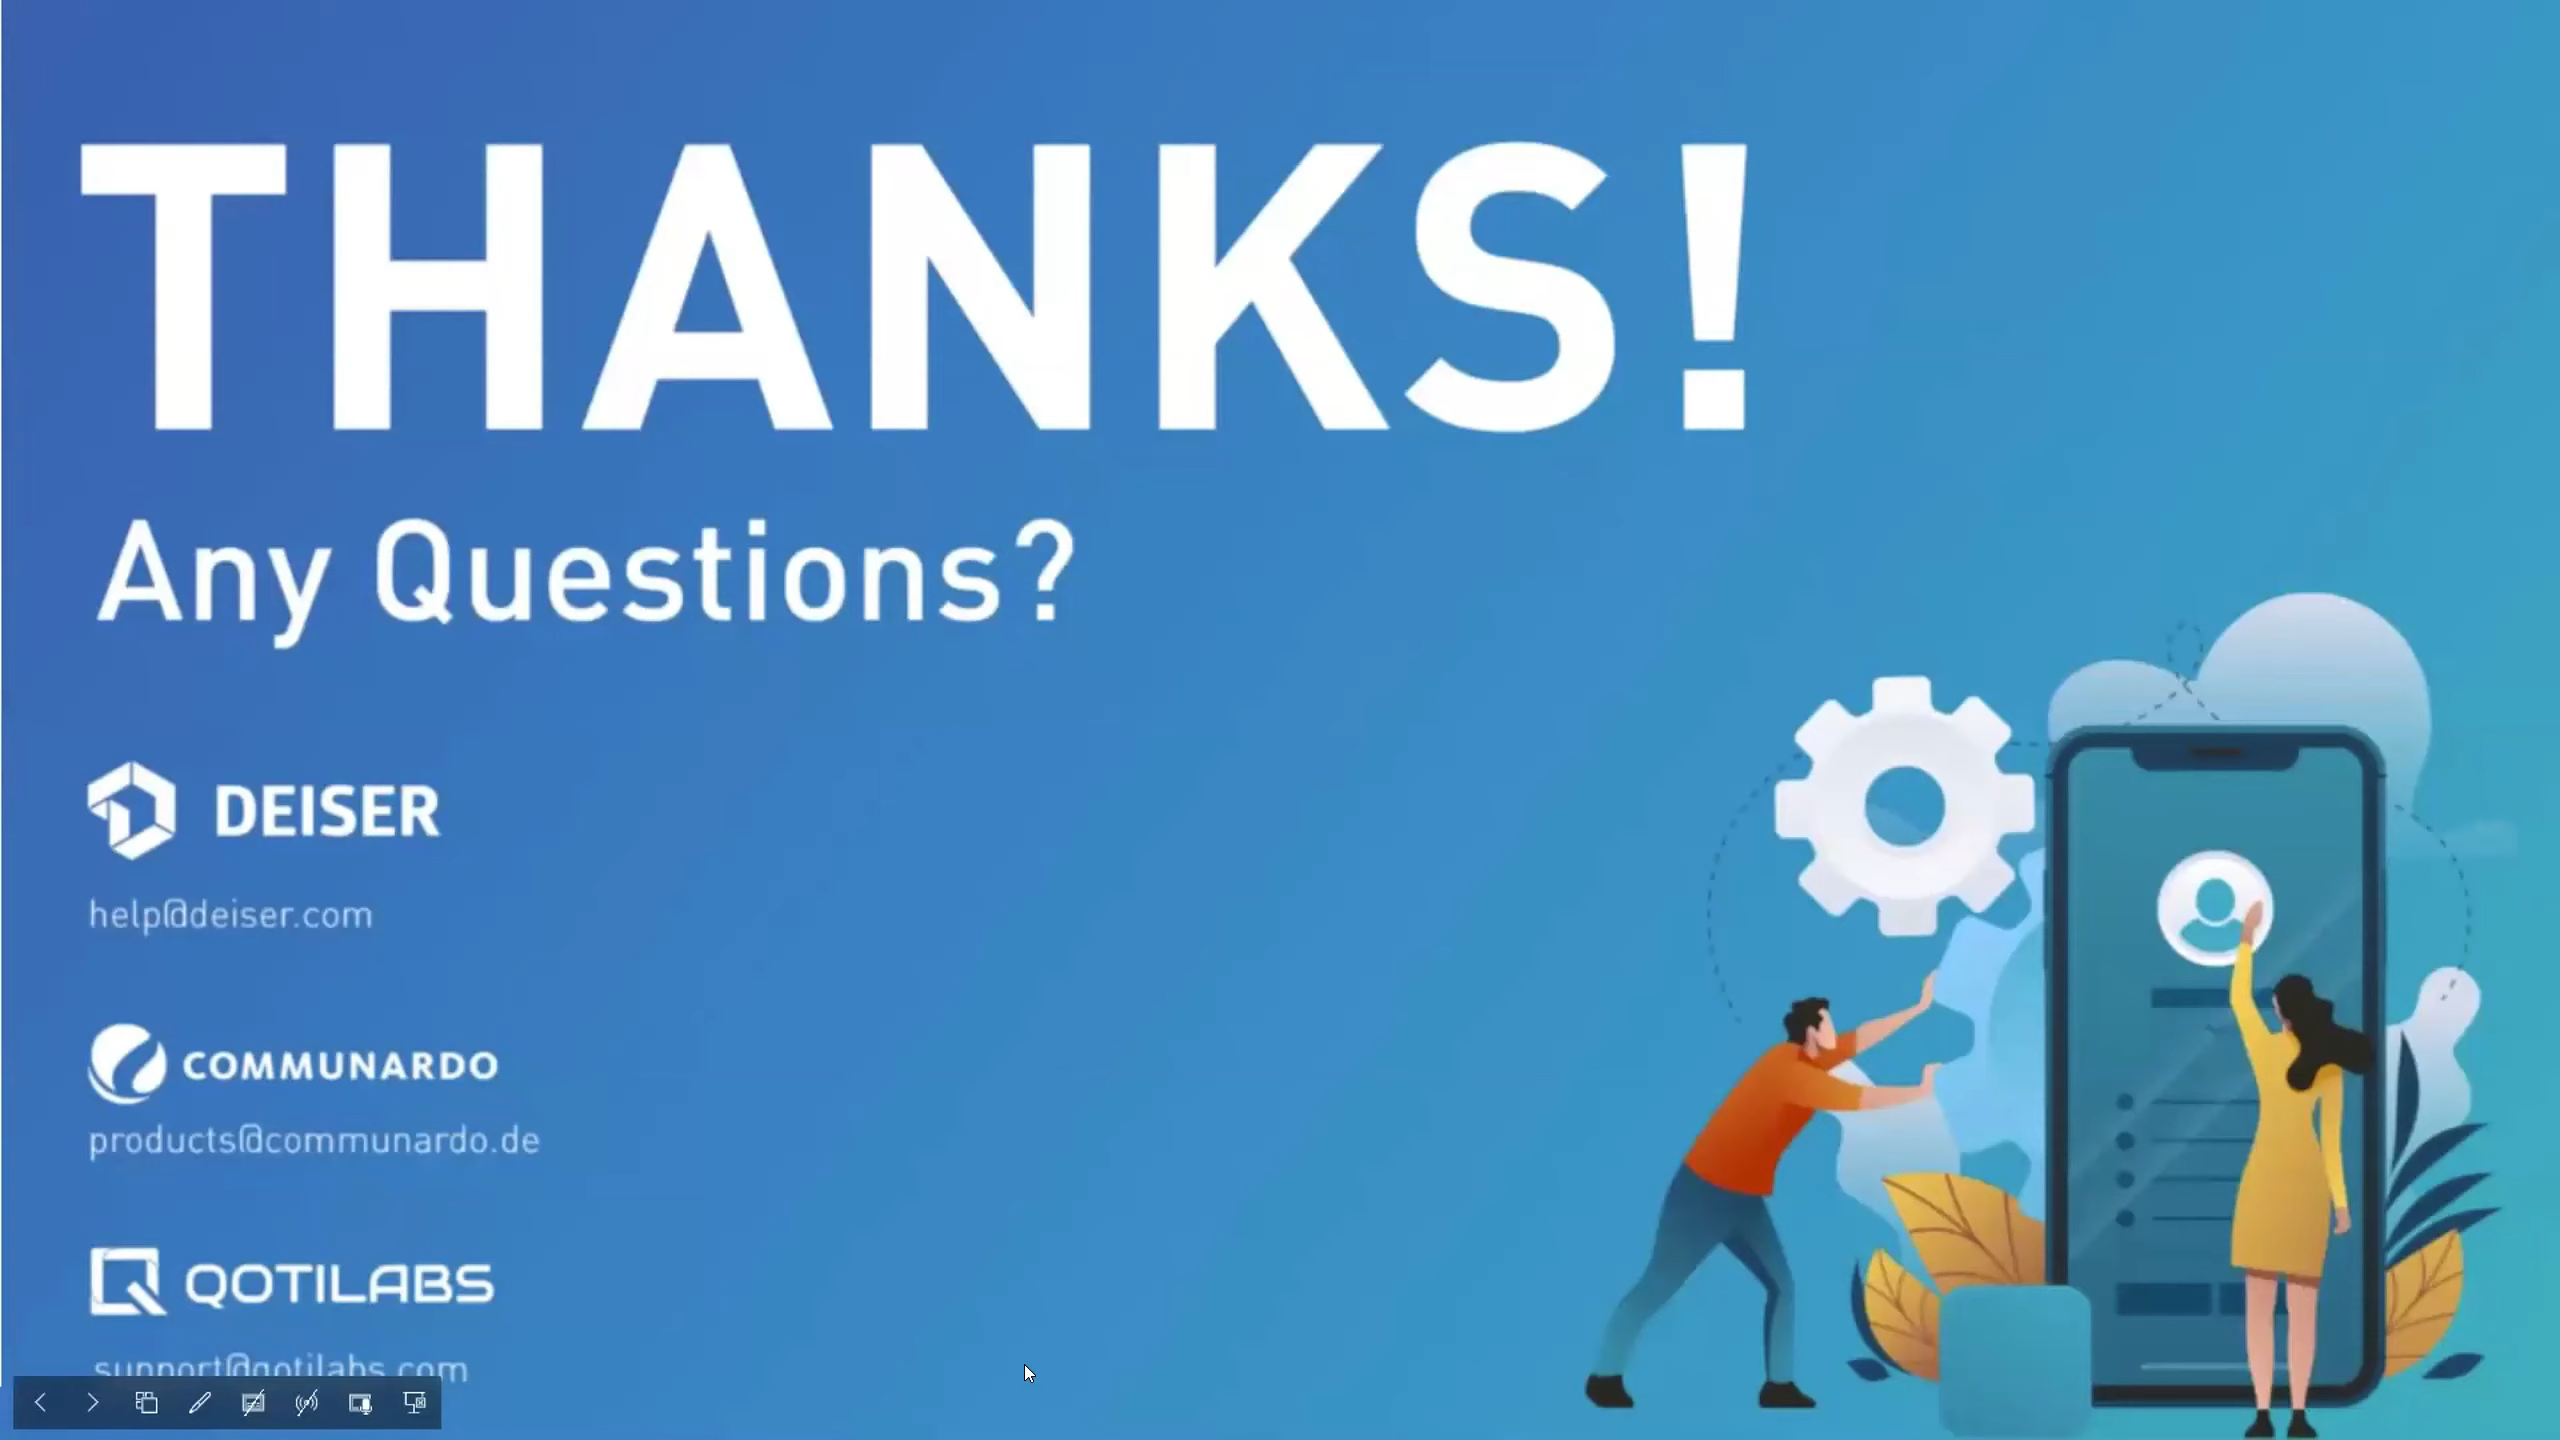 THANKS!
Any Questions?
DEISER
help@deiser.com
COMMUNARDO
products@communardo.de
QOTILABS
support@qotilabs.com